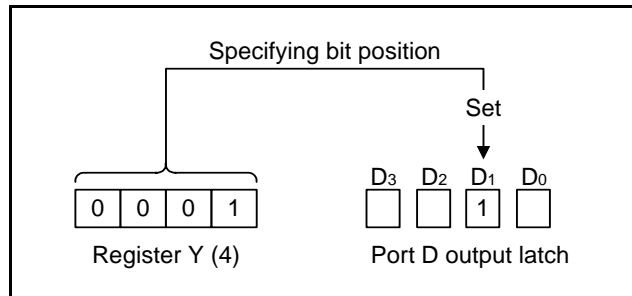 Specifying bit position
Set
D3 D2 D1 D0
0 0 0 1 1
Register Y (4) Port D output latch